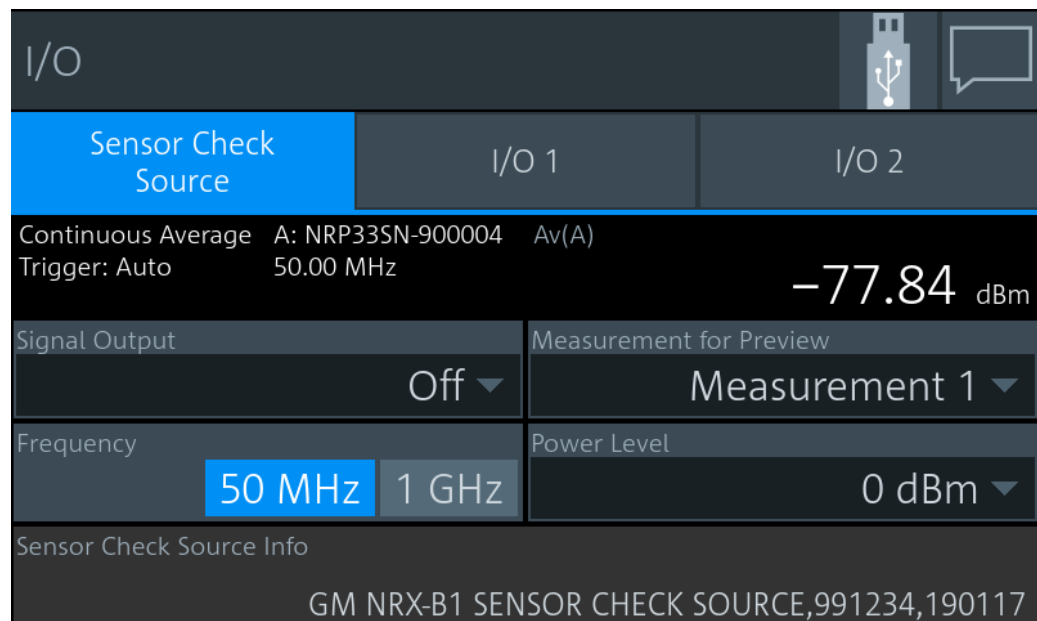 I/O
Sensor Check
Source
I/O 1
I/O 2
Continuous Average A: NRP33SN-900004 Av(A)
Trigger: Auto 50.00 MHz
−77.84 dBm
Signal Output
Off
Measurement for Preview
Measurement 1
Frequency
50 MHz 1 GHz
Power Level
0 dBm
Sensor Check Source Info
GM NRX-B1 SENSOR CHECK SOURCE,991234,190117